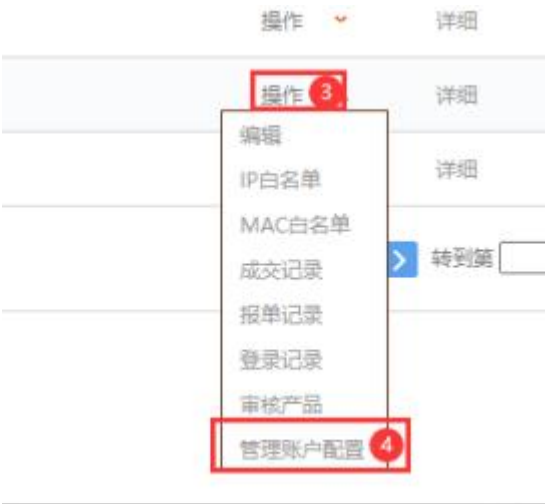 操作 详细
操作 3 详细
编辑
详细
IP白名单
MAC白名单
转到第
成交记录
报单记录
登录记录
审核产品
管理账户配置 4